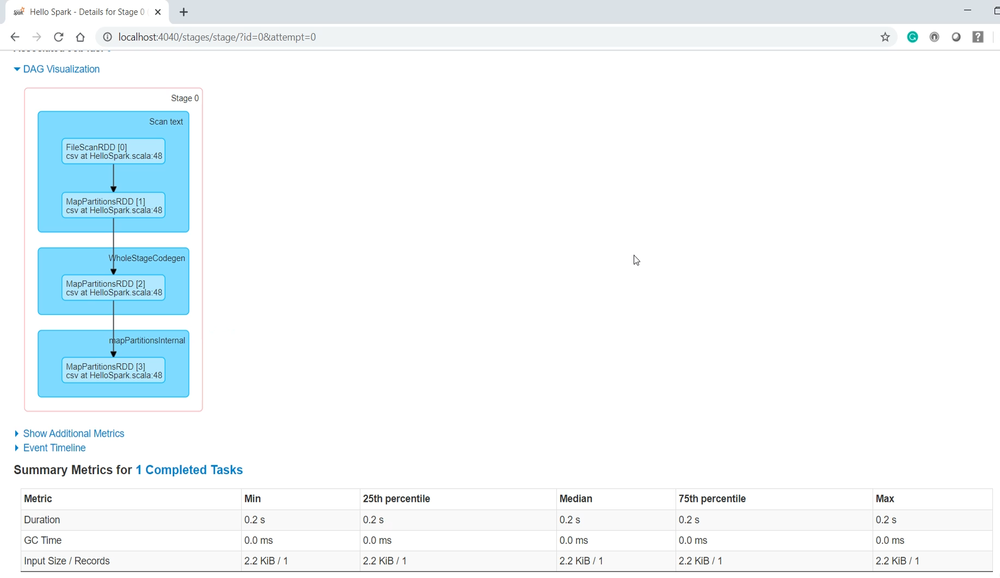 Hello Spark - Details for Stage 0 (
localhost:4040/stages/stage/?id=0&attempt=0
DAG Visualization
Stage 0
Scan text
FileScanRDD [0]
csv at HelloSpark.scala:48
MapPartitionsRDD [1]
csv at HelloSpark.scala:48
WholeStageCodegen
MapPartitionsRDD [2]
csv at HelloSpark.scala:48
mapPartitionsInternal
MapPartitionsRDD [3]
csv at HelloSpark.scala:48
Show Additional Metrics
Event Timeline
Summary Metrics for 1 Completed Tasks
Metric Min 25th percentile Median 75th percentile Max
Duration 0.2 s 0.2 s 0.2 s 0.2 s 0.2 s
GC Time 0.0 ms 0.0 ms 0.0 ms 0.0 ms 0.0 ms
Input Size / Records 2.2 KiB / 1 2.2 KiB / 1 2.2 KiB / 1 2.2 KiB / 1 2.2 KiB / 1